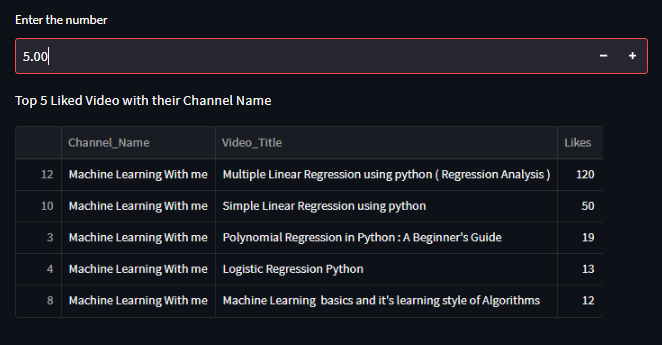 Enter the number
5.00 − +
Top 5 Liked Video with their Channel Name
Channel_Name Video_Title Likes
12 Machine Learning With me Multiple Linear Regression using python ( Regression Analysis ) 120
10 Machine Learning With me Simple Linear Regression using python 50
3 Machine Learning With me Polynomial Regression in Python : A Beginner's Guide 19
4 Machine Learning With me Logistic Regression Python 13
8 Machine Learning With me Machine Learning  basics and it's learning style of Algorithms 12